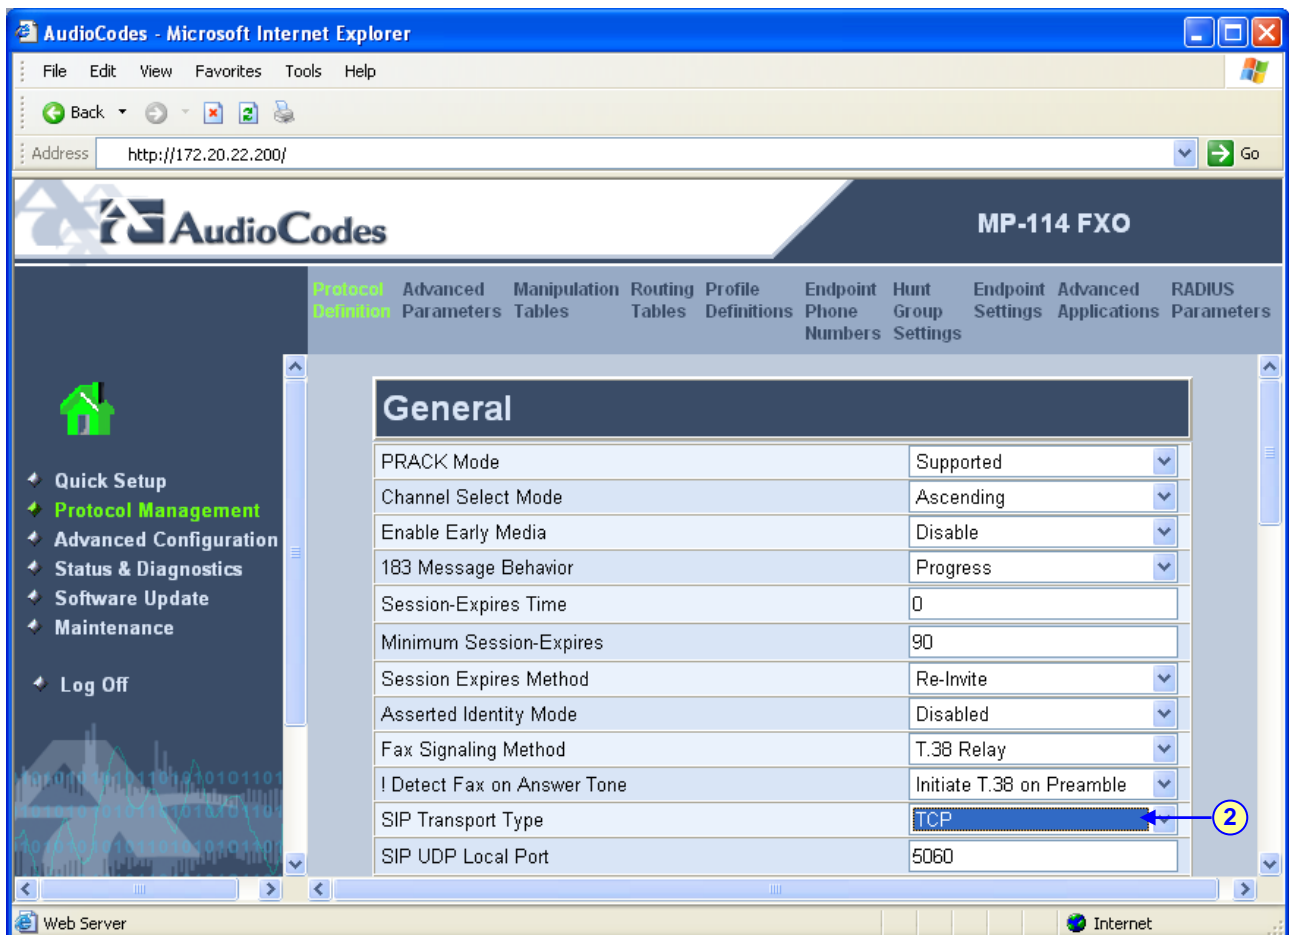 AudioCodes - Microsoft Internet Explorer
File Edit View Favorites Tools Help
Back
Address http://172.20.22.200/ Go
AudioCodes
MP-114 FXO
Protocol Definition
Advanced Parameters
Manipulation Tables
Routing Tables
Profile Definitions
Endpoint Phone Numbers
Hunt Group Settings
Endpoint Settings
Advanced Applications
RADIUS Parameters
Quick Setup
Protocol Management
Advanced Configuration
Status & Diagnostics
Software Update
Maintenance
Log Off
General
PRACK Mode Supported
Channel Select Mode Ascending
Enable Early Media Disable
183 Message Behavior Progress
Session-Expires Time 0
Minimum Session-Expires 90
Session Expires Method Re-Invite
Asserted Identity Mode Disabled
Fax Signaling Method T.38 Relay
! Detect Fax on Answer Tone Initiate T.38 on Preamble
SIP Transport Type TCP 2
SIP UDP Local Port 5060
Web Server Internet